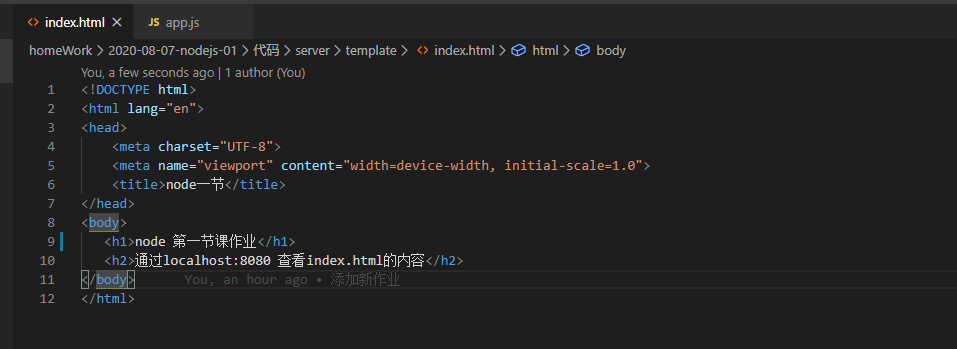 index.html
JS app.js
homeWork > 2020-08-07-nodejs-01 > 代码 > server > template > index.html > html > body
You, a few seconds ago | 1 author (You)
1 <!DOCTYPE html>
2 <html lang="en">
3 <head>
4 <meta charset="UTF-8">
5 <meta name="viewport" content="width=device-width, initial-scale=1.0">
6 <title>node一节</title>
7 </head>
8 <body>
9 <h1>node 第一节课作业</h1>
10 <h2>通过localhost:8080 查看index.html的内容</h2>
11 </body> You, an hour ago • 添加新作业
12 </html>